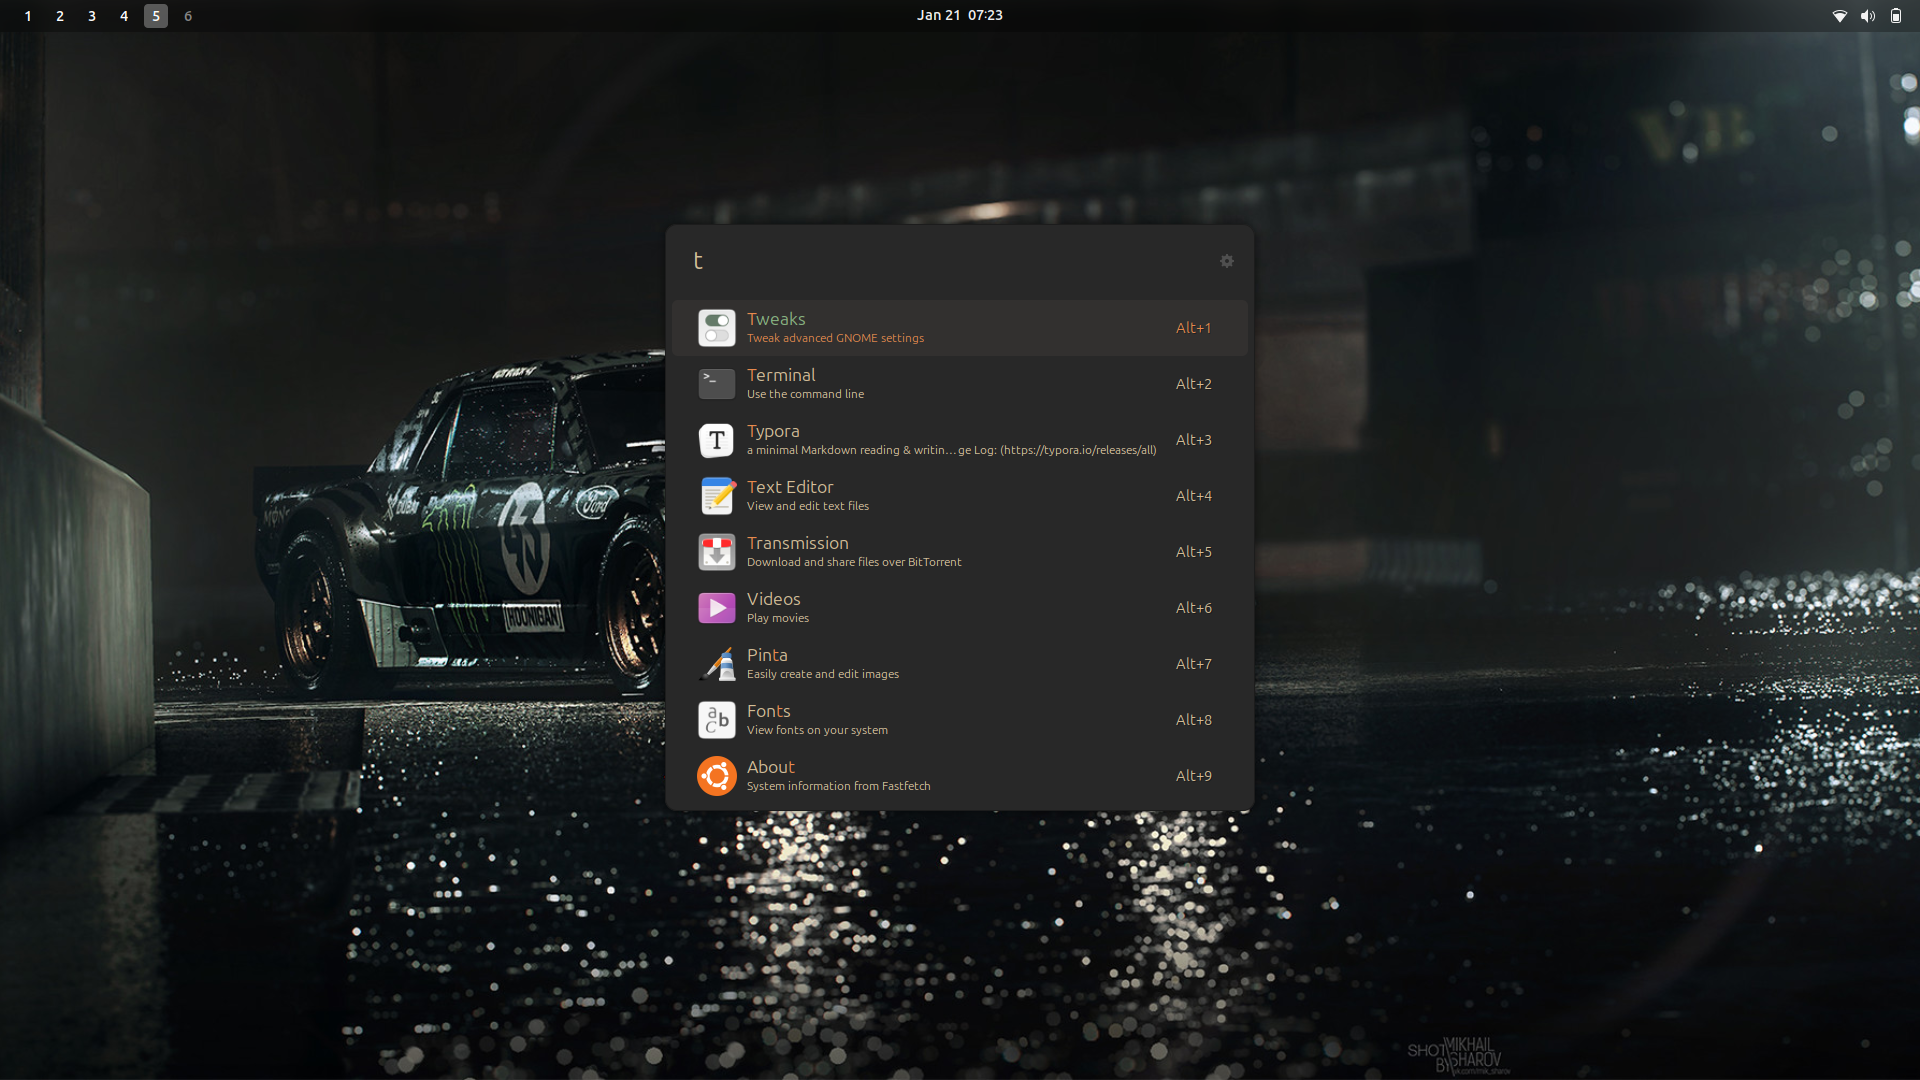 1 2 3 4 5 6
Jan 21 07:23
t
Tweaks
Tweak advanced GNOME settings
Alt+1
Terminal
Use the command line
Alt+2
Typora
a minimal Markdown reading & writin…ge Log: (https://typora.io/releases/all)
Alt+3
Text Editor
View and edit text files
Alt+4
Transmission
Download and share files over BitTorrent
Alt+5
Videos
Play movies
Alt+6
Pinta
Easily create and edit images
Alt+7
Fonts
View fonts on your system
Alt+8
About
System information from Fastfetch
Alt+9
Ford
HOONIGAN
SHOT BY MIKHAIL SHAROV